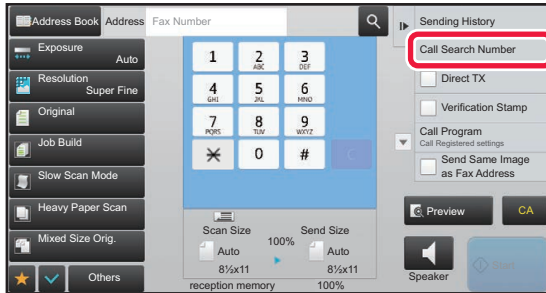 Address Book
Address
Fax Number
Exposure
Auto
Resolution
Super Fine
Original
Job Build
Slow Scan Mode
Heavy Paper Scan
Mixed Size Orig.
Others
1
2
ABC
3
DEF
4
GHI
5
JKL
6
MNO
7
PQRS
8
TUV
9
WXYZ
0
#
C
Scan Size
Send Size
100%
Auto
Auto
8½x11
8½x11
reception memory
100%
Sending History
Call Search Number
Direct TX
Verification Stamp
Call Program
Call Registered settings
Send Same Image
as Fax Address
Preview
CA
Speaker
Start